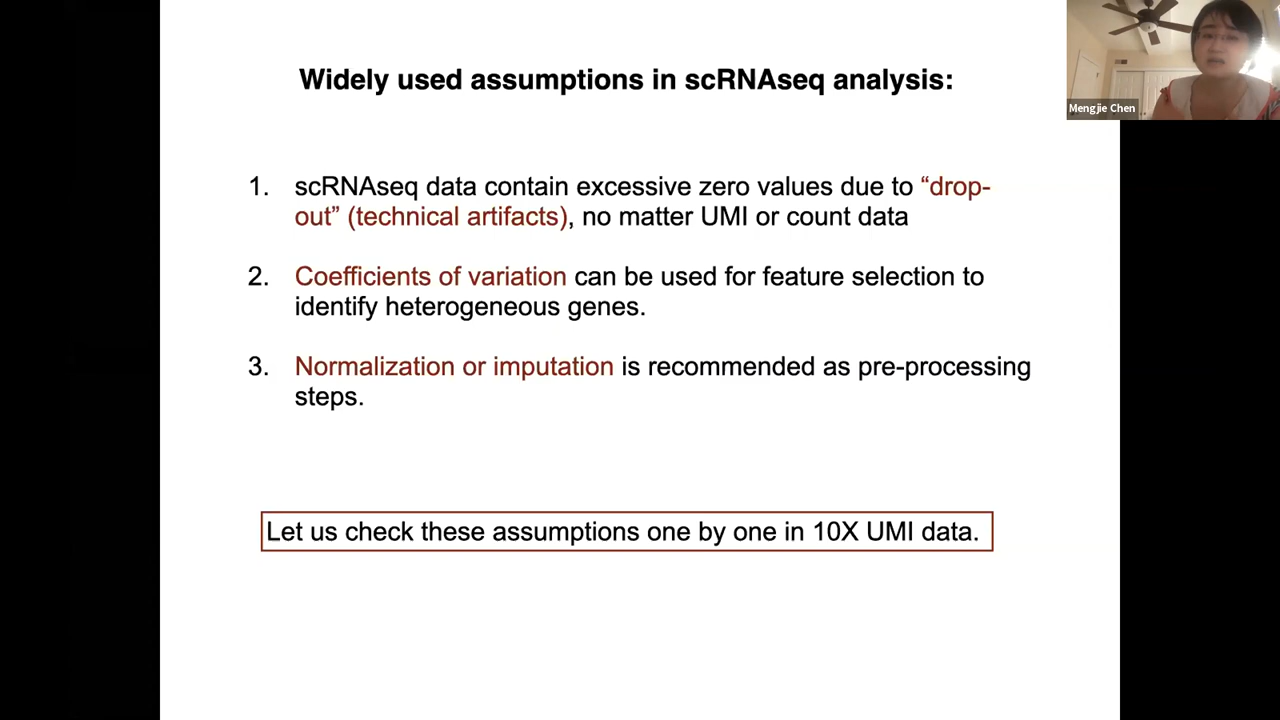 Widely used assumptions in scRNAseq analysis:
Mengjie Chen
1. scRNAseq data contain excessive zero values due to “drop-
out” (technical artifacts), no matter UMI or count data
2. Coefficients of variation can be used for feature selection to
identify heterogeneous genes.
3. Normalization or imputation is recommended as pre-processing
steps.
Let us check these assumptions one by one in 10X UMI data.